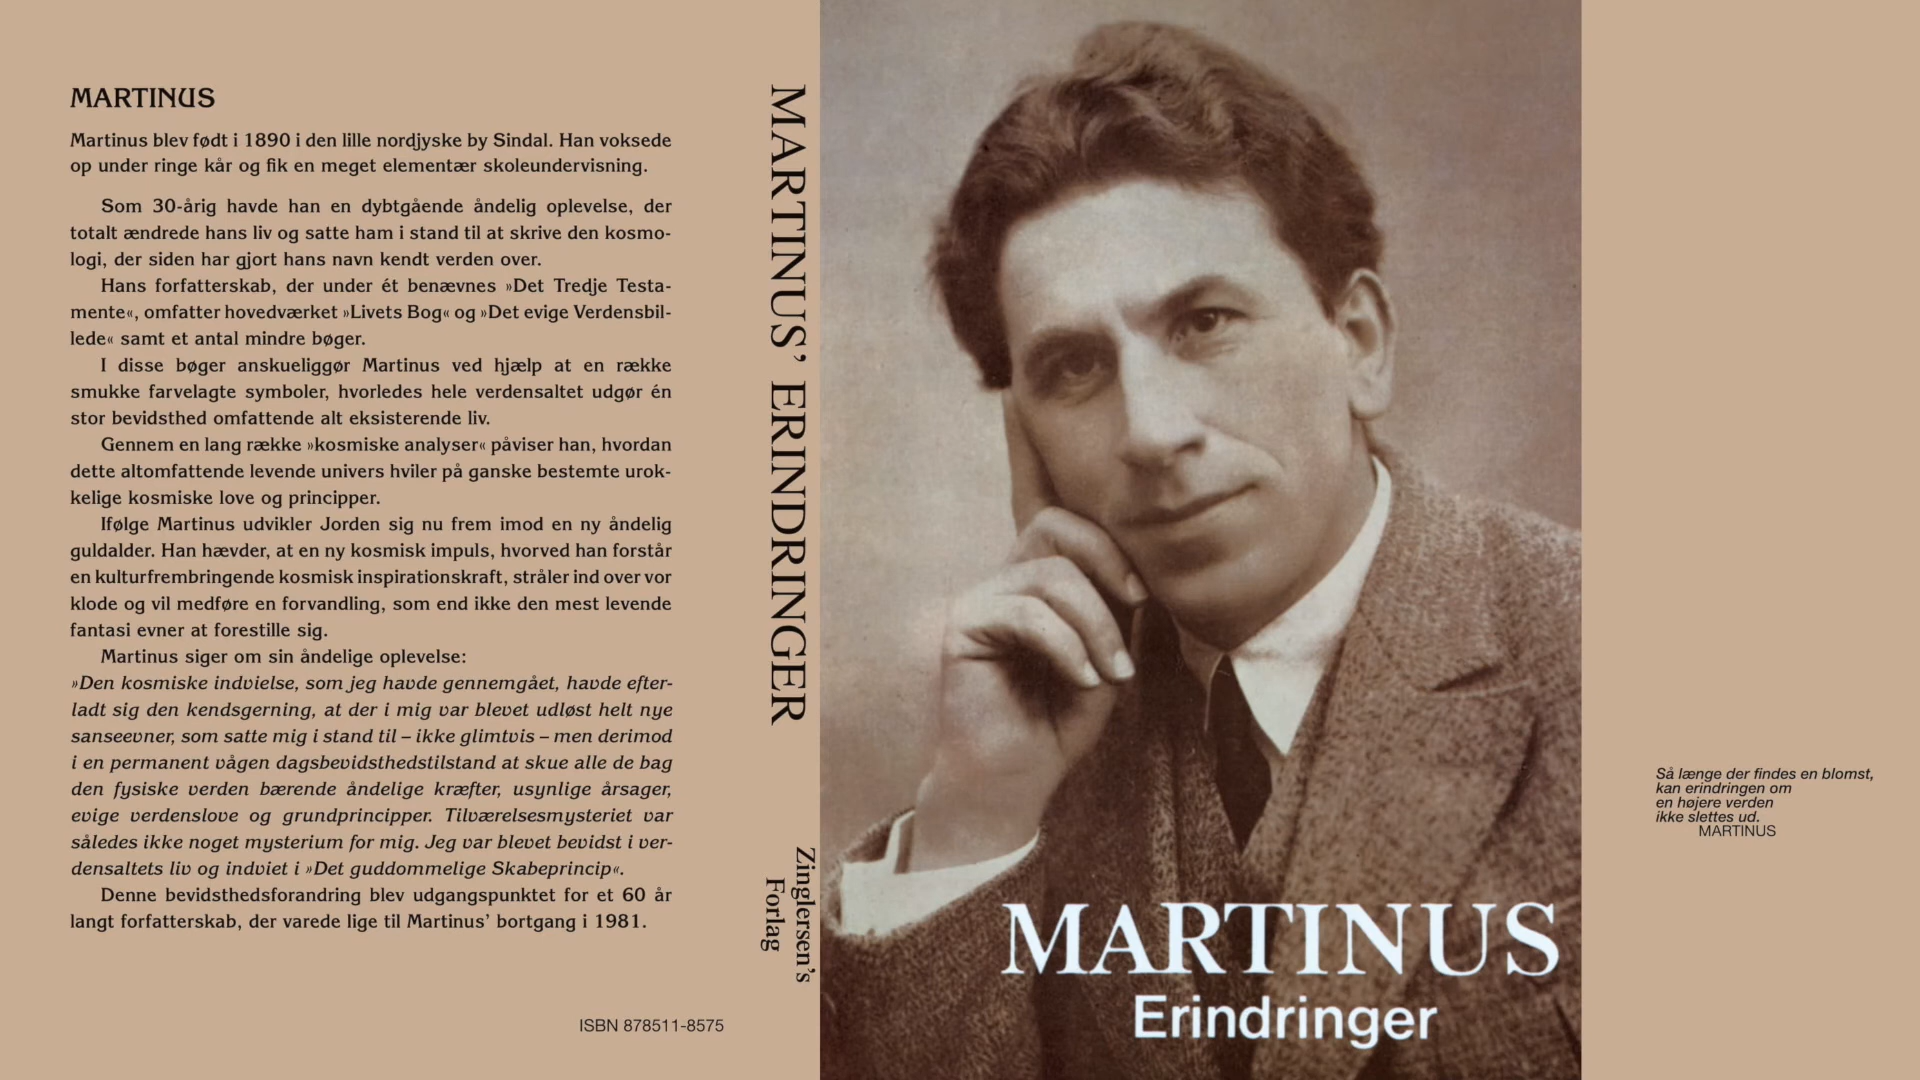 MARTINUS
Martinus blev født i 1890 i den lille nordjyske by Sindal. Han voksede
op under ringe kår og fik en meget elementær skoleundervisning.
Som 30-årig havde han en dybtgående åndelig oplevelse, der
totalt ændrede hans liv og satte ham i stand til at skrive den kosmo-
logi, der siden har gjort hans navn kendt verden over.
Hans forfatterskab, der under ét benævnes »Det Tredje Testa-
mente«, omfatter hovedværket »Livets Bog« og »Det evige Verdensbil-
lede« samt et antal mindre bøger.
I disse bøger anskueliggør Martinus ved hjælp at en række
smukke farvelagte symboler, hvorledes hele verdensaltet udgør én
stor bevidsthed omfattende alt eksisterende liv.
Gennem en lang række »kosmiske analyser« påviser han, hvordan
dette altomfattende levende univers hviler på ganske bestemte urok-
kelige kosmiske love og principper.
Ifølge Martinus udvikler Jorden sig nu frem imod en ny åndelig
guldalder. Han hævder, at en ny kosmisk impuls, hvorved han forstår
en kulturfrembringende kosmisk inspirationskraft, stråler ind over vor
klode og vil medføre en forvandling, som end ikke den mest levende
fantasi evner at forestille sig.
Martinus siger om sin åndelige oplevelse:
»Den kosmiske indvielse, som jeg havde gennemgået, havde efter-
ladt sig den kendsgerning, at der i mig var blevet udløst helt nye
sanseevner, som satte mig i stand til – ikke glimtvis – men derimod
i en permanent vågen dagsbevidsthedstilstand at skue alle de bag
den fysiske verden bærende åndelige kræfter, usynlige årsager,
evige verdenslove og grundprincipper. Tilværelsesmysteriet var
således ikke noget mysterium for mig. Jeg var blevet bevidst i ver-
densaltets liv og indviet i »Det guddommelige Skabeprincip«.
Denne bevidsthedsforandring blev udgangspunktet for et 60 år
langt forfatterskab, der varede lige til Martinus' bortgang i 1981.
ISBN 878511-8575
MARTINUS' ERINDRINGER
Zinglersen's
Forlag
MARTINUS
Erindringer
Så længe der findes en blomst,
kan erindringen om
en højere verden
ikke slettes ud.
MARTINUS